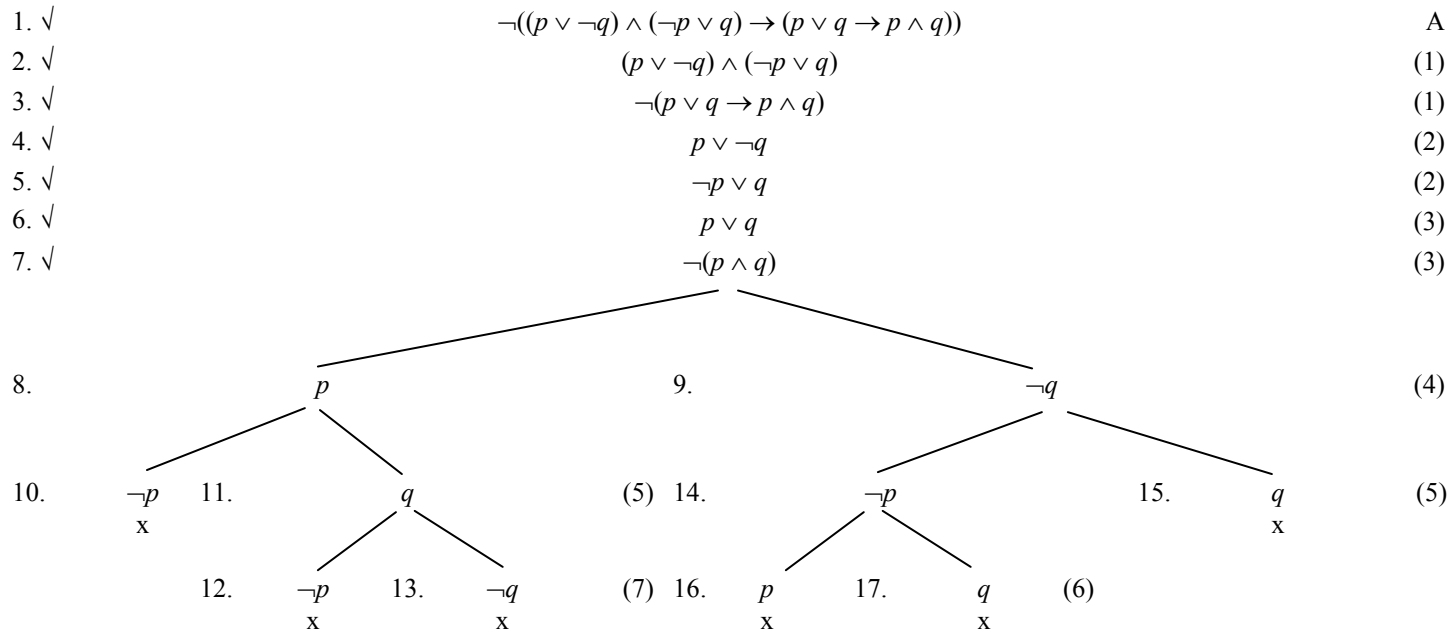 1. √ ¬((p ∨ ¬q) ∧ (¬p ∨ q) → (p ∨ q → p ∧ q)) A
2. √ (p ∨ ¬q) ∧ (¬p ∨ q) (1)
3. √ ¬(p ∨ q → p ∧ q) (1)
4. √ p ∨ ¬q (2)
5. √ ¬p ∨ q (2)
6. √ p ∨ q (3)
7. √ ¬(p ∧ q) (3)
8. p 9. ¬q (4)
10. ¬p 11. q (5) 14. ¬p 15. q (5)
x x
12. ¬p 13. ¬q (7) 16. p 17. q (6)
x x x x